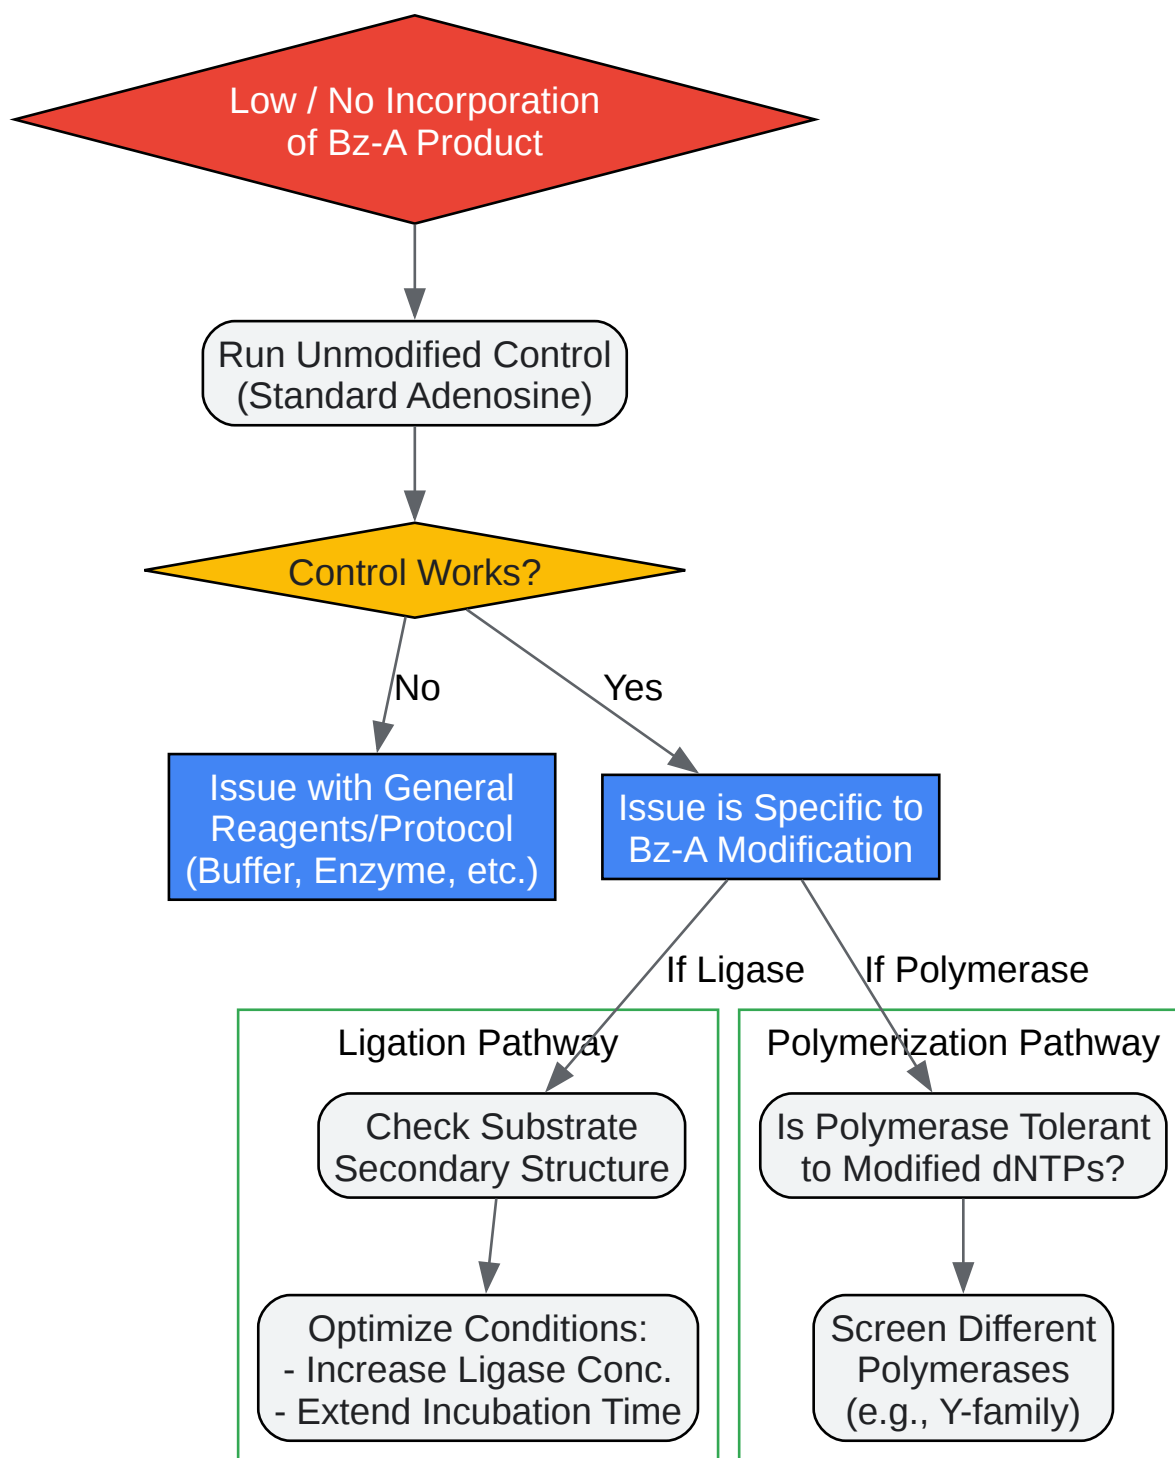 Low / No Incorporation
of Bz-A Product
Run Unmodified Control
(Standard Adenosine)
Control Works?
No
Yes
Issue with General
Reagents/Protocol
(Buffer, Enzyme, etc.)
Issue is Specific to
Bz-A Modification
If Ligase
If Polymerase
Ligation Pathway
Polymerization Pathway
Check Substrate
Secondary Structure
Is Polymerase Tolerant
to Modified dNTPs?
Optimize Conditions:
- Increase Ligase Conc.
- Extend Incubation Time
Screen Different
Polymerases
(e.g., Y-family)